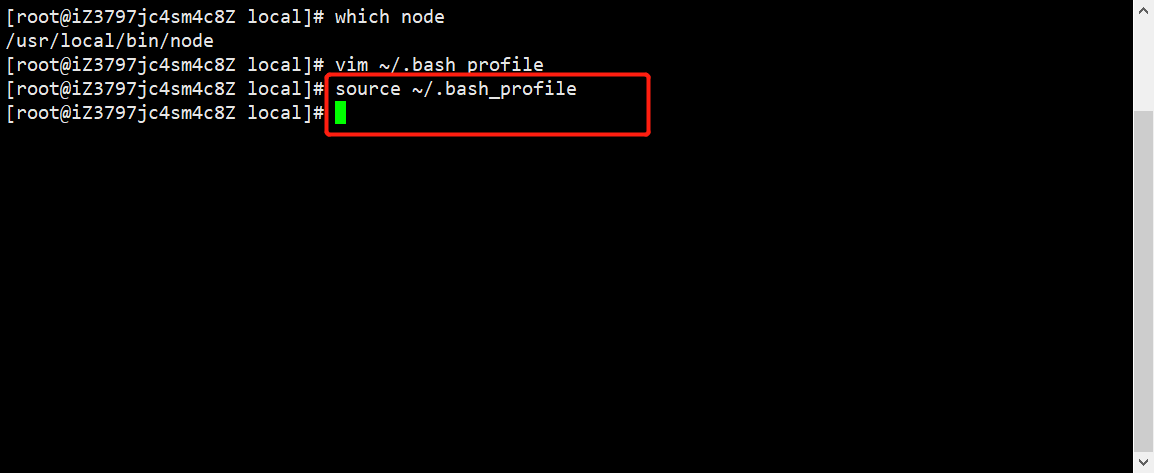 [root@iZ3797jc4sm4c8Z local]# which node
/usr/local/bin/node
[root@iZ3797jc4sm4c8Z local]# vim ~/.bash_profile
[root@iZ3797jc4sm4c8Z local]# source ~/.bash_profile
[root@iZ3797jc4sm4c8Z local]#